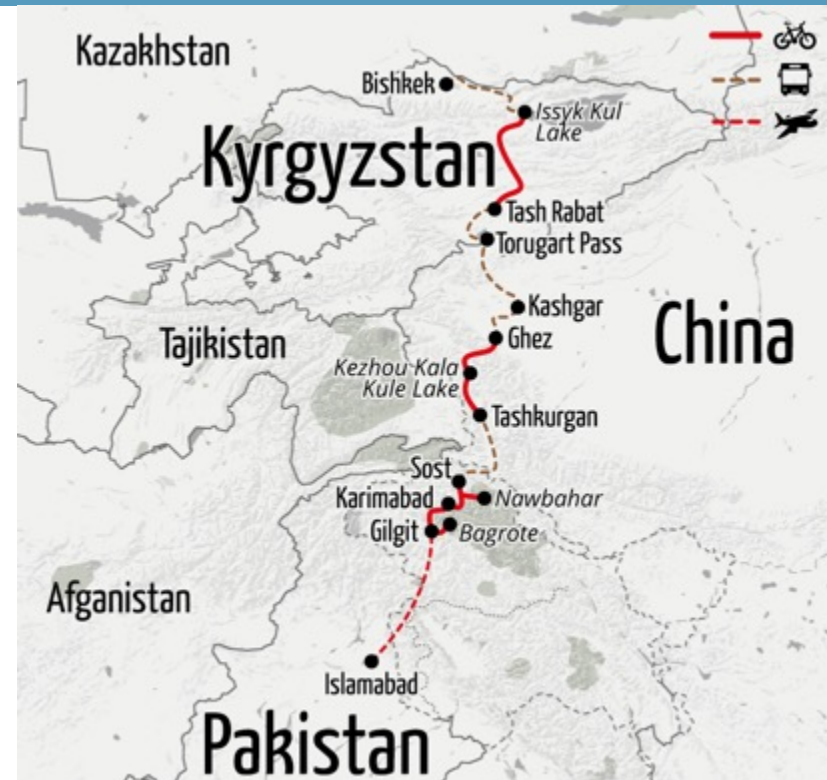 Kazakhstan
Bishkek
Issyk Kul
Lake
Kyrgyzstan
Tash Rabat
Torugart Pass
Kashgar
China
Ghez
Tajikistan
Kezhou Kala
Kule Lake
Tashkurgan
Sost
Karimabad
Nawbahar
Gilgit
Bagrote
Afganistan
Islamabad
Pakistan